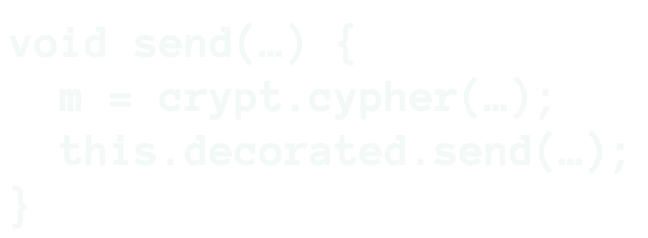 void send(…) {
  m = crypt.cypher(…);
  this.decorated.send(…);
}